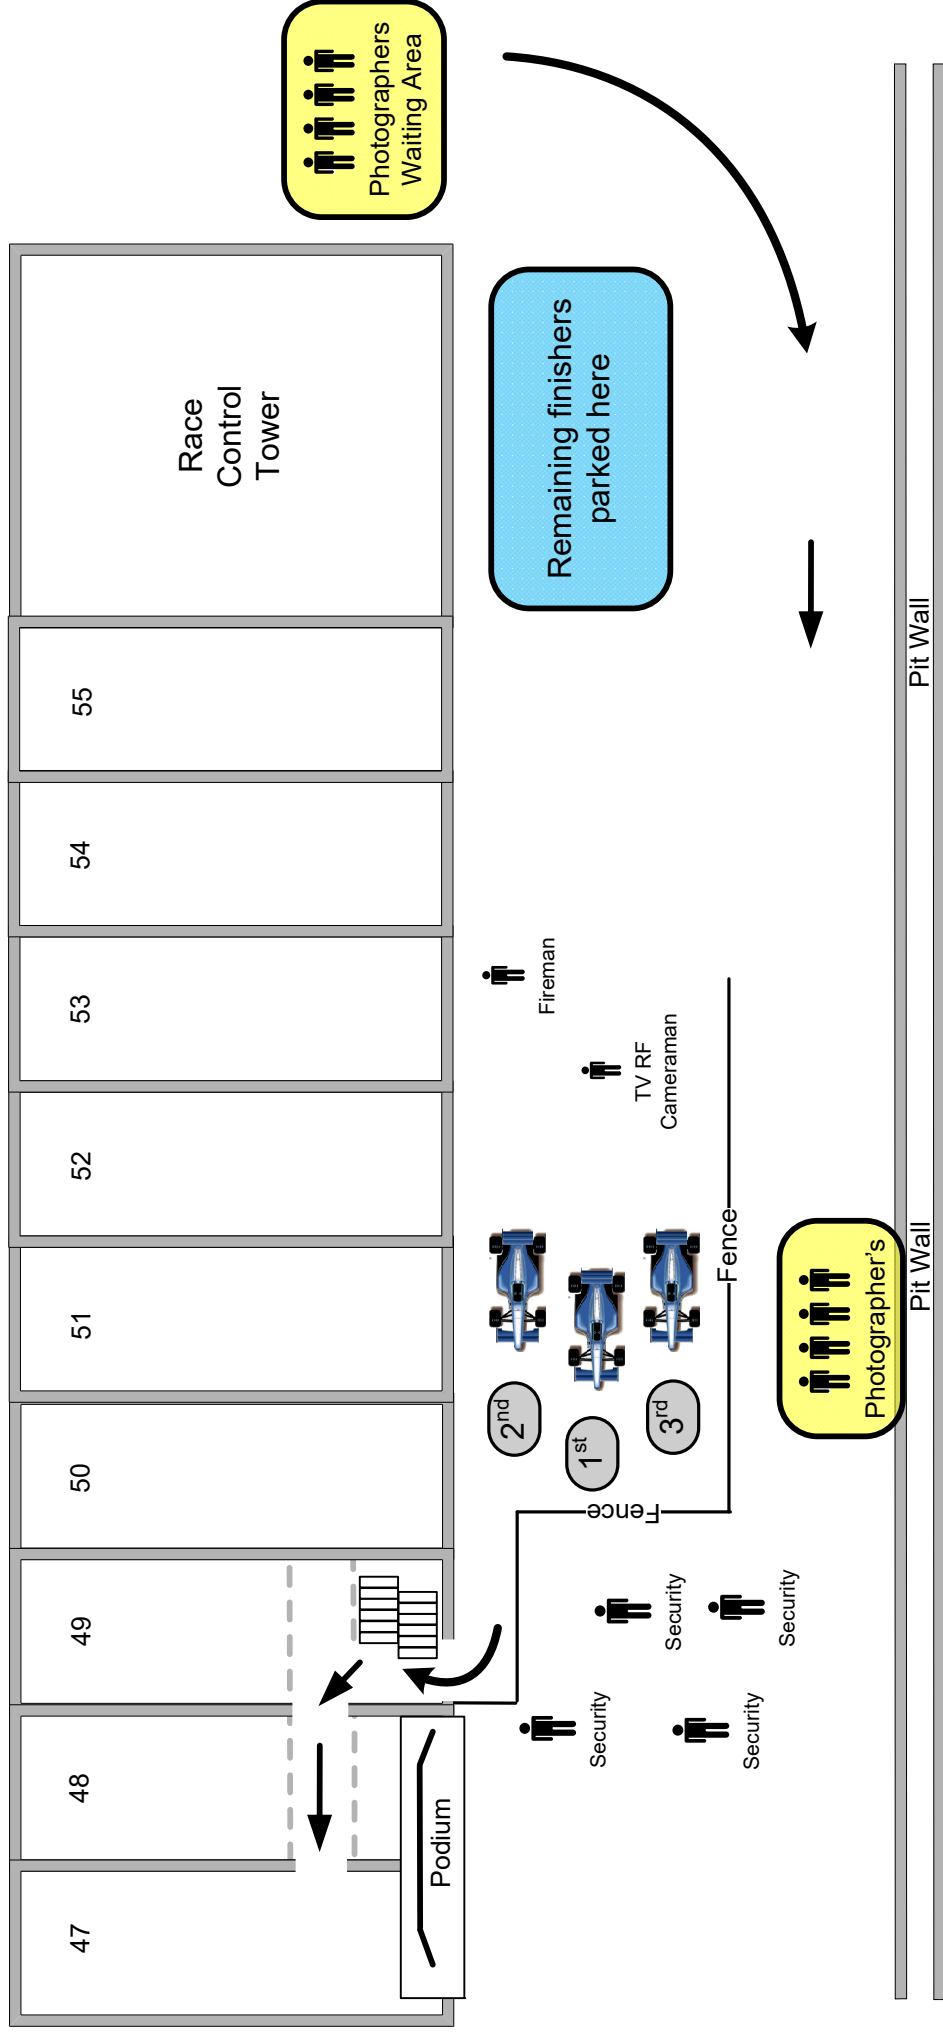 47
48
49
50
51
52
53
54
55
Race
Control
Tower
Photographers
Waiting Area
Podium
Remaining finishers
parked here
2nd
1st
3rd
Fireman
TV RF
Cameraman
Fence
Fence
Security
Security
Security
Security
Photographer's
Pit Wall
Pit Wall